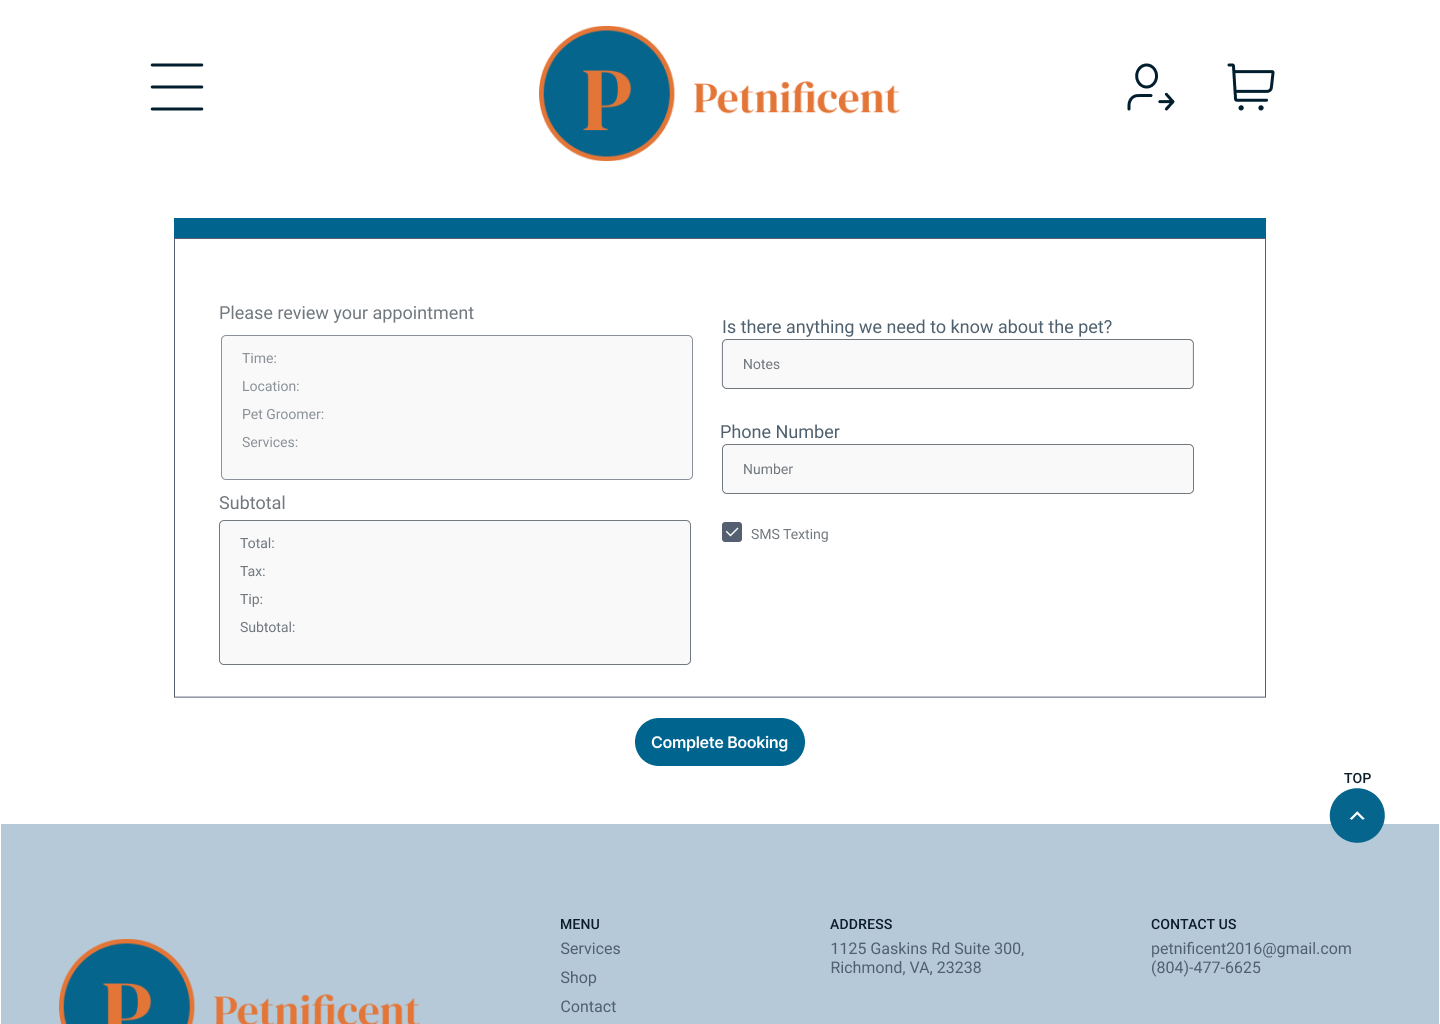 P
Petnificent
Please review your appointment
Time:
Location:
Pet Groomer:
Services:
Subtotal
Total:
Tax:
Tip:
Subtotal:
Is there anything we need to know about the pet?
Notes
Phone Number
Number
SMS Texting
Complete Booking
TOP
P
Petnificent
MENU
Services
Shop
Contact
ADDRESS
1125 Gaskins Rd Suite 300,
Richmond, VA, 23238
CONTACT US
petnificent2016@gmail.com
(804)-477-6625